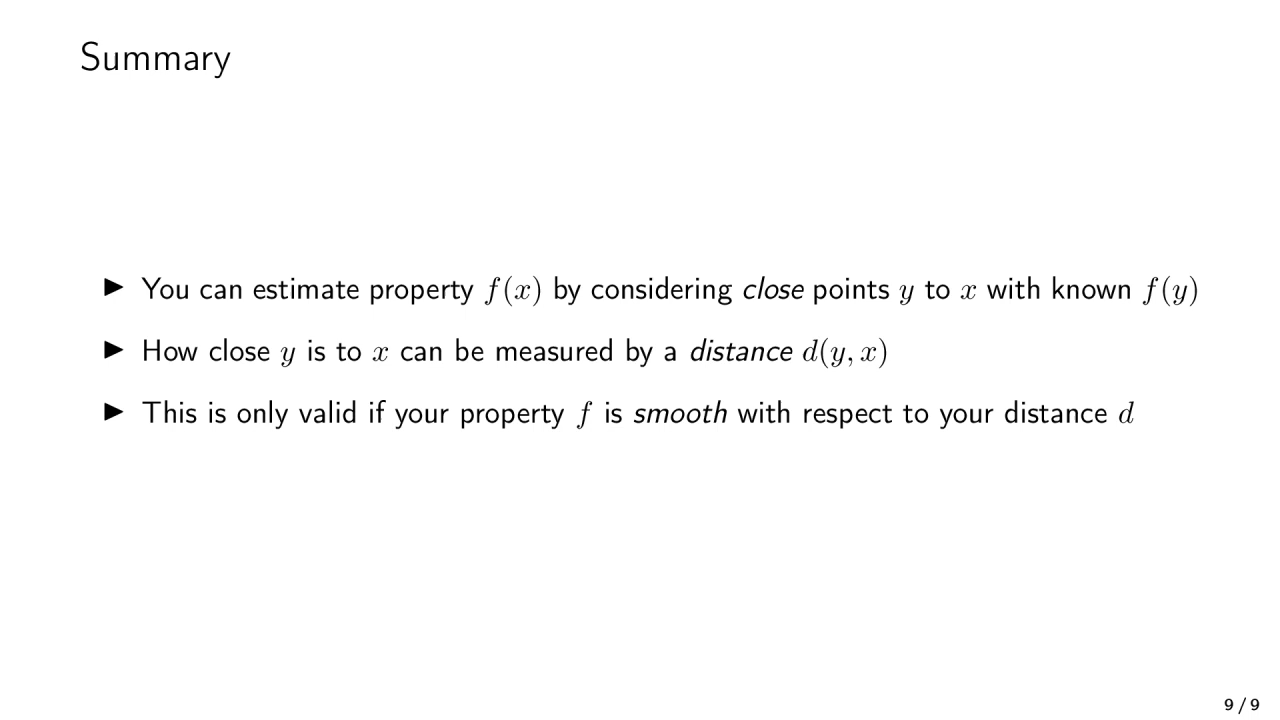 Summary
▶ You can estimate property f(x) by considering close points y to x with known f(y)
▶ How close y is to x can be measured by a distance d(y, x)
▶ This is only valid if your property f is smooth with respect to your distance d
9 / 9